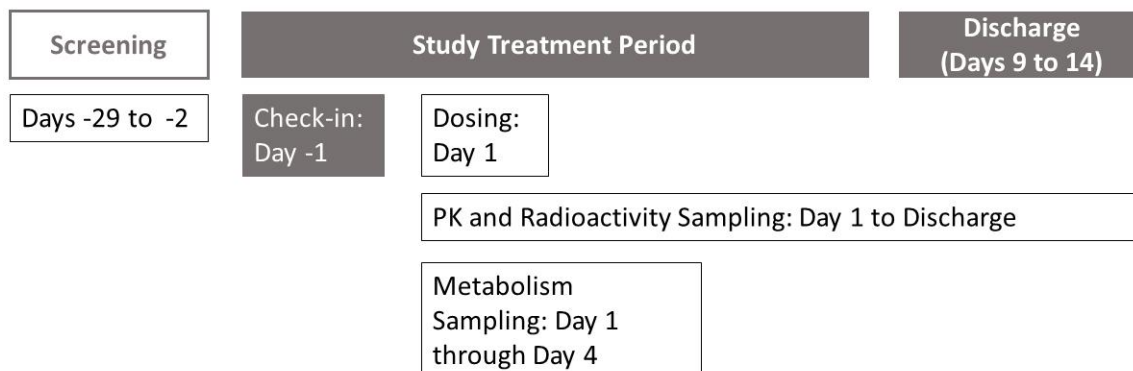 Screening
Study Treatment Period
Discharge
(Days 9 to 14)
Days -29 to -2
Check-in:
Day -1
Dosing:
Day 1
PK and Radioactivity Sampling: Day 1 to Discharge
Metabolism
Sampling: Day 1
through Day 4